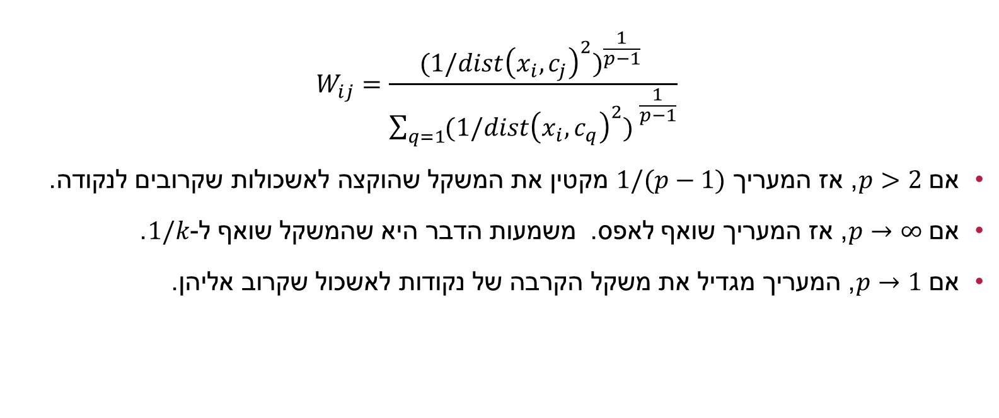 W_{ij} = \frac{(1/dist(x_i, c_j)^2)^{\frac{1}{p-1}}}{\sum_{q=1}(1/dist(x_i, c_q)^2)^{\frac{1}{p-1}}}
• אם p > 2, אז המעריך 1/(p − 1) מקטין את המשקל שהוקצה לאשכולות שקרובים לנקודה.
• אם p → ∞, אז המעריך שואף לאפס. משמעות הדבר היא שהמשקל שואף ל-1/k.
• אם p → 1, המעריך מגדיל את משקל הקרבה של נקודות לאשכול שקרוב אליהן.